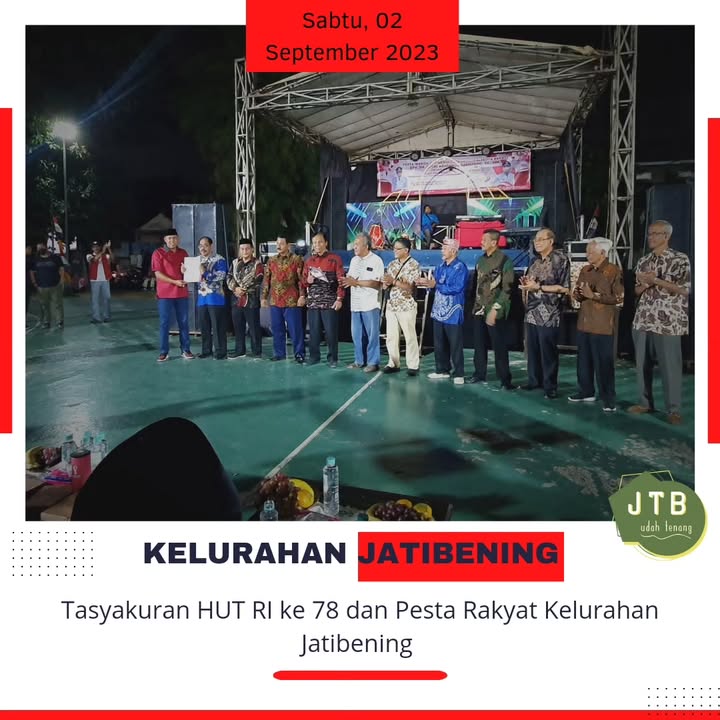 Sabtu, 02
September 2023
JTB
udah tenang
KELURAHAN JATIBENING
Tasyakuran HUT RI ke 78 dan Pesta Rakyat Kelurahan
Jatibening